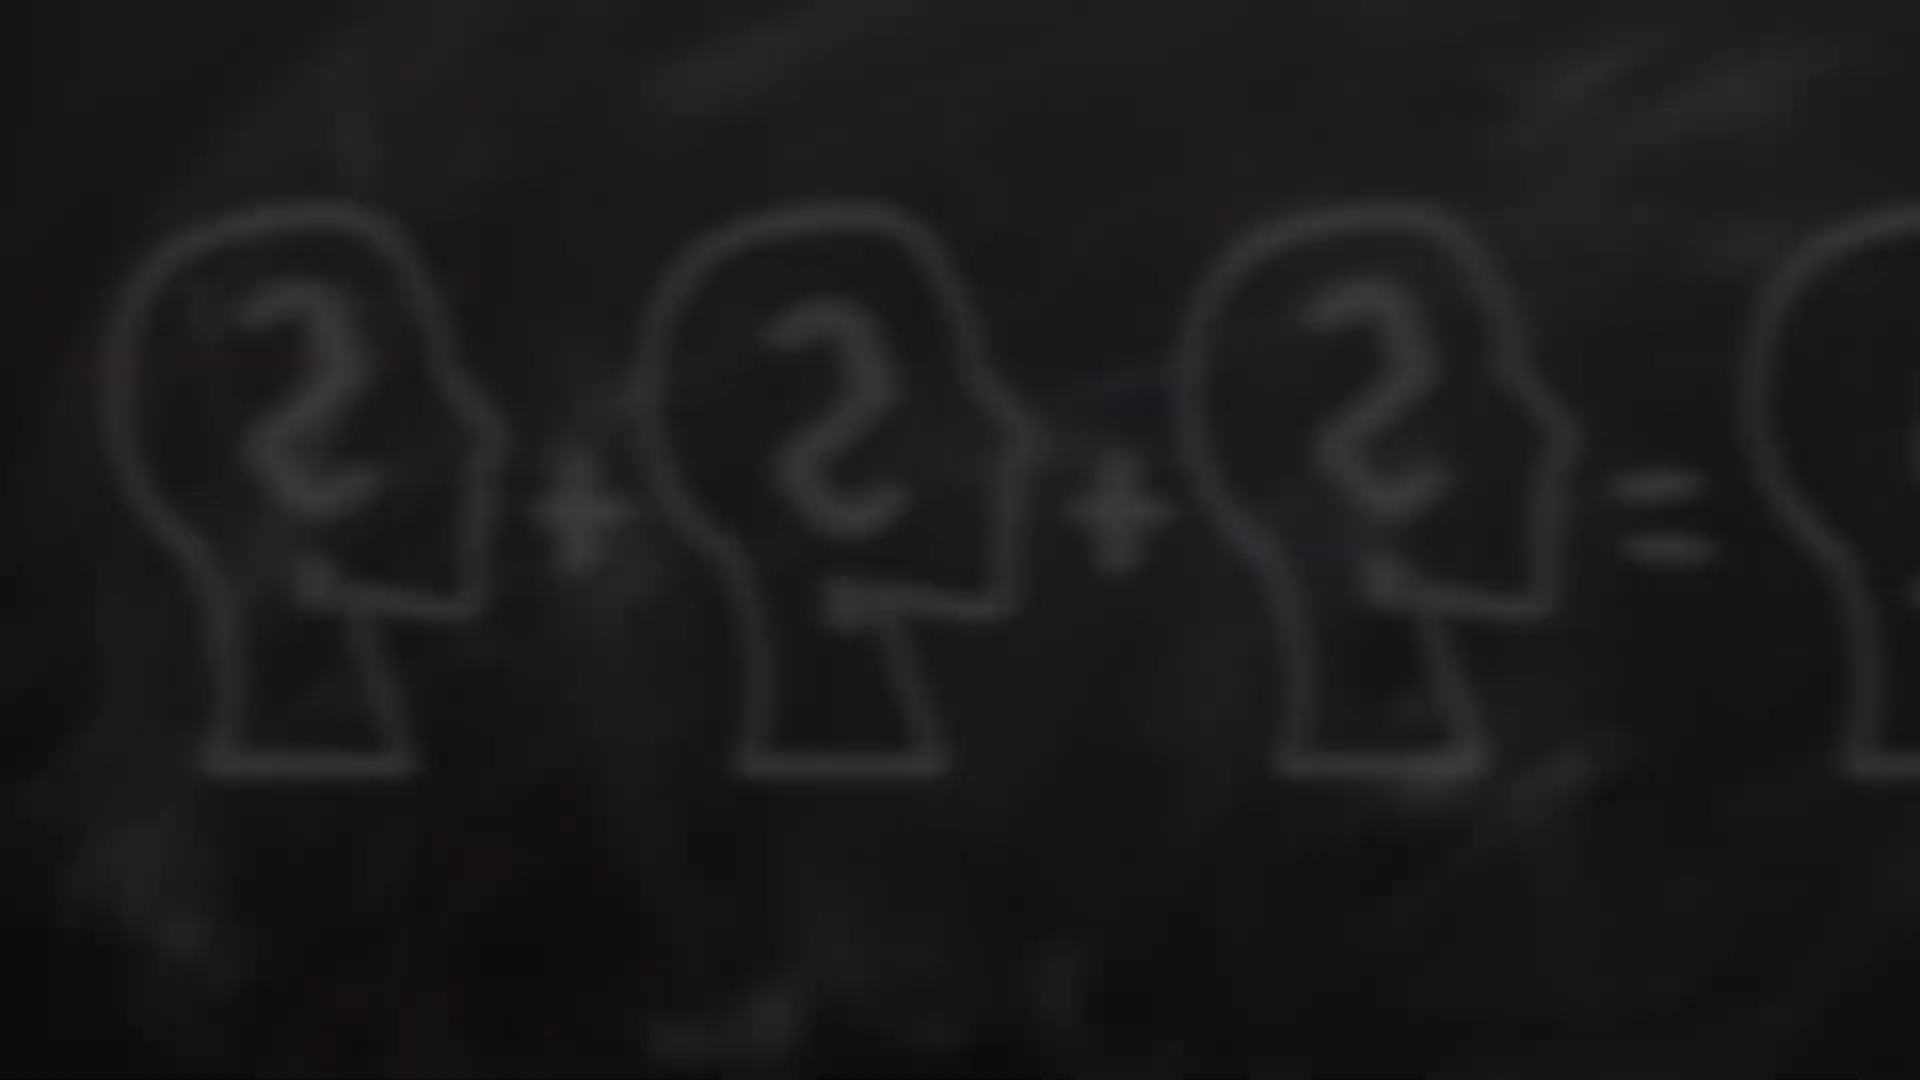 ? + ? + ? =